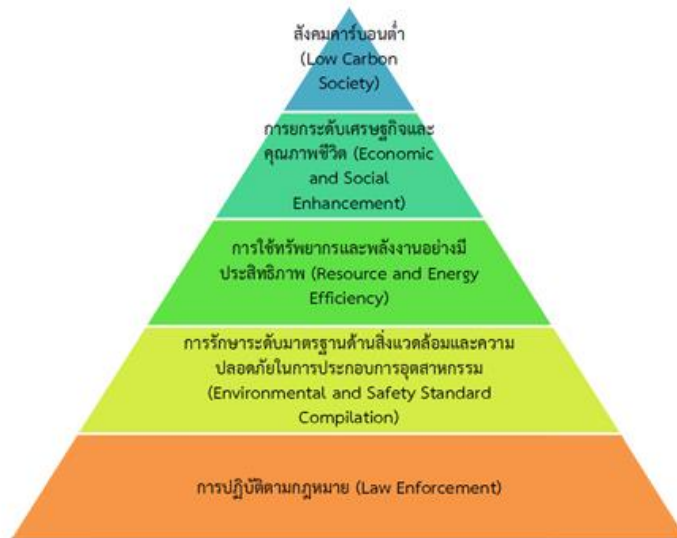 สังคมคาร์บอนต่ำ
(Low Carbon
Society)
การยกระดับเศรษฐกิจและ
คุณภาพชีวิต (Economic
and Social
Enhancement)
การใช้ทรัพยากรและพลังงานอย่างมี
ประสิทธิภาพ (Resource and Energy
Efficiency)
การรักษาระดับมาตรฐานด้านสิ่งแวดล้อมและความ
ปลอดภัยในการประกอบการอุตสาหกรรม
(Environmental and Safety Standard
Compilation)
การปฏิบัติตามกฎหมาย (Law Enforcement)